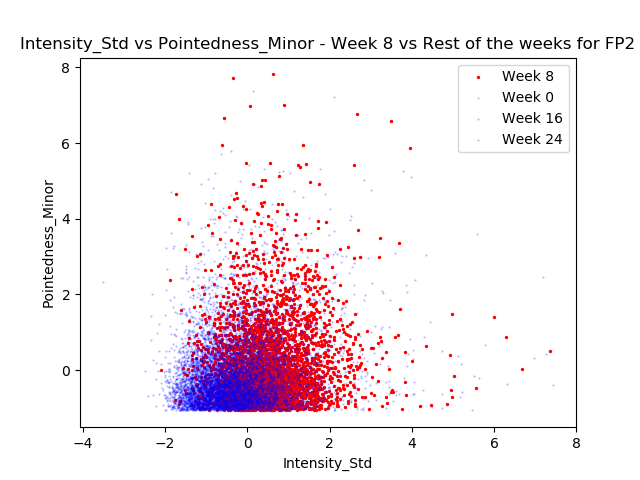 Intensity_Std vs Pointedness_Minor - Week 8 vs Rest of the weeks for FP2
8
6
4
2
0
Pointedness_Minor
Week 8
Week 0
Week 16
Week 24
−4 −2 0 2 4 6 8
Intensity_Std